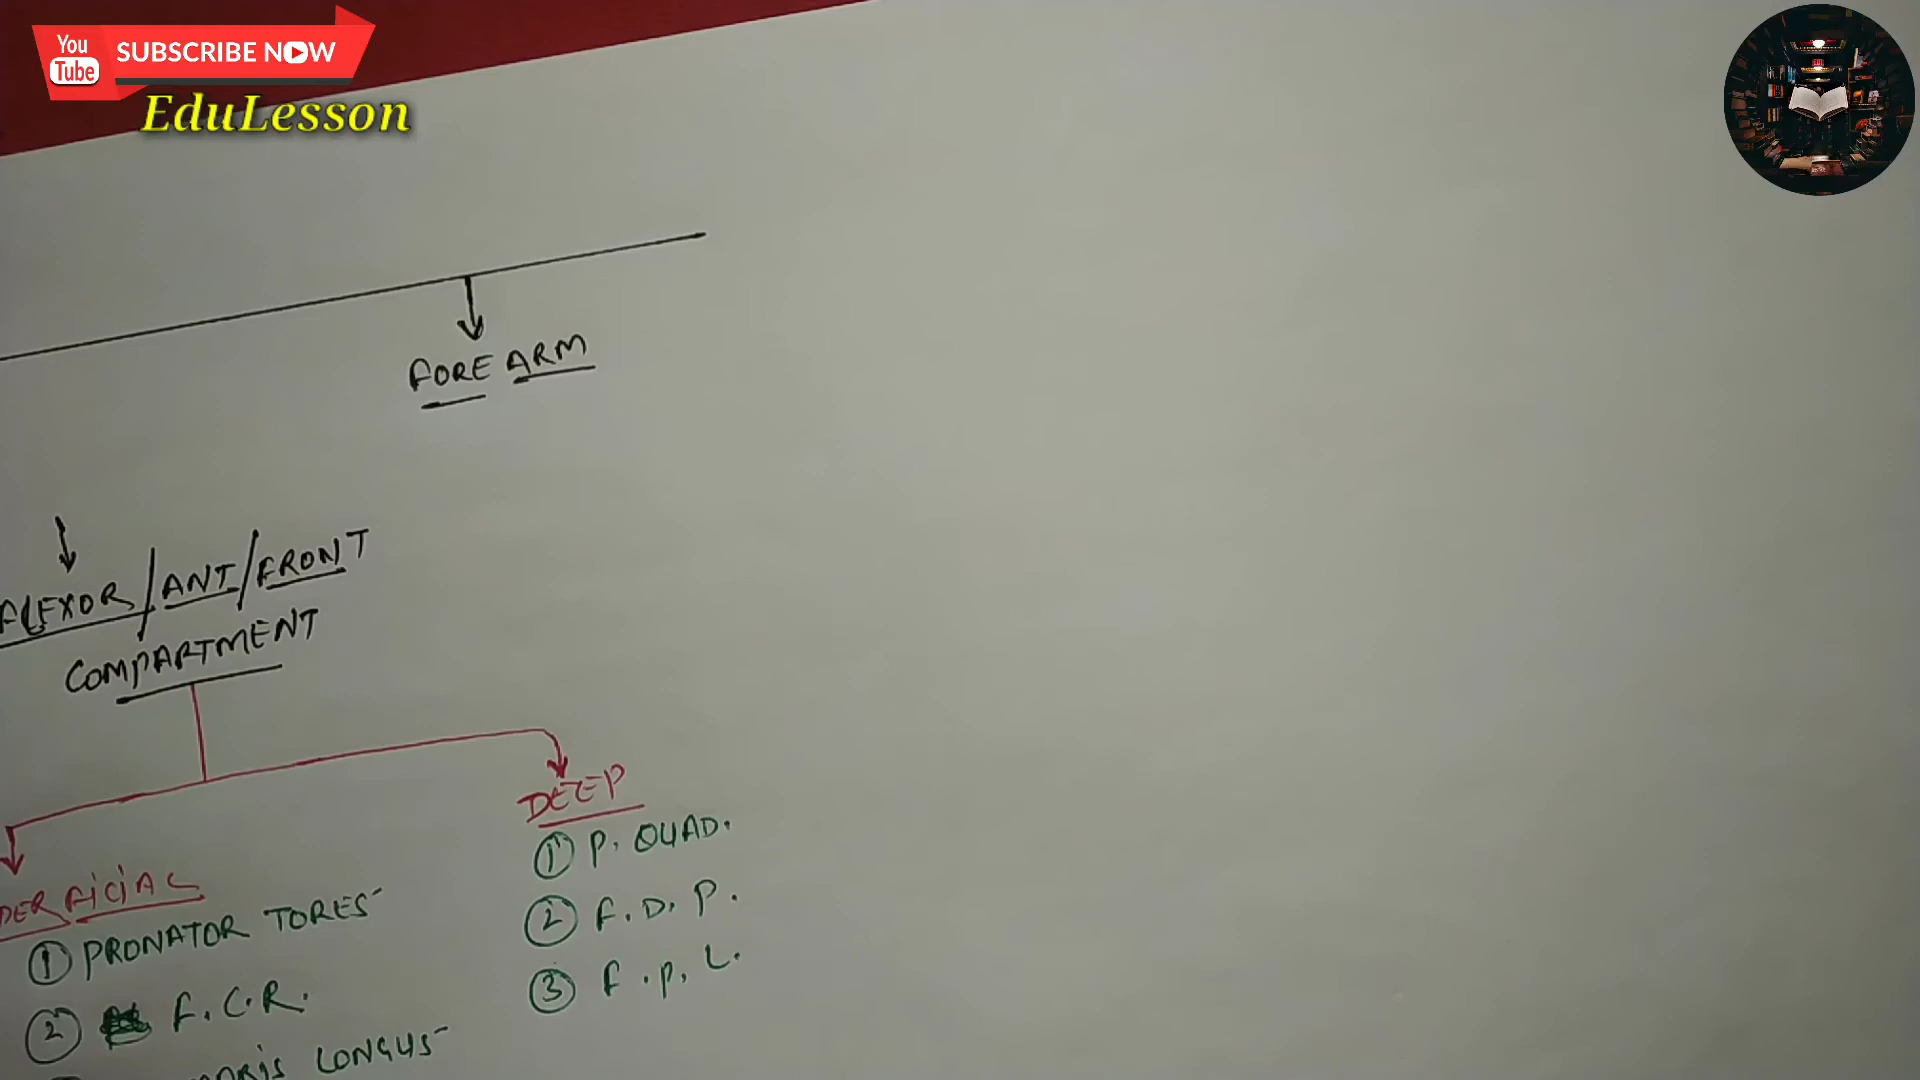 You
Tube
SUBSCRIBE NOW
EduLesson
FORE ARM
FLEXOR/ANT/FRONT
COMPARTMENT
DEEP
① P. QUAD.
② F. D. P.
③ F. P. L.
① PRONATOR TORES
② F.C.R.
LONGUS